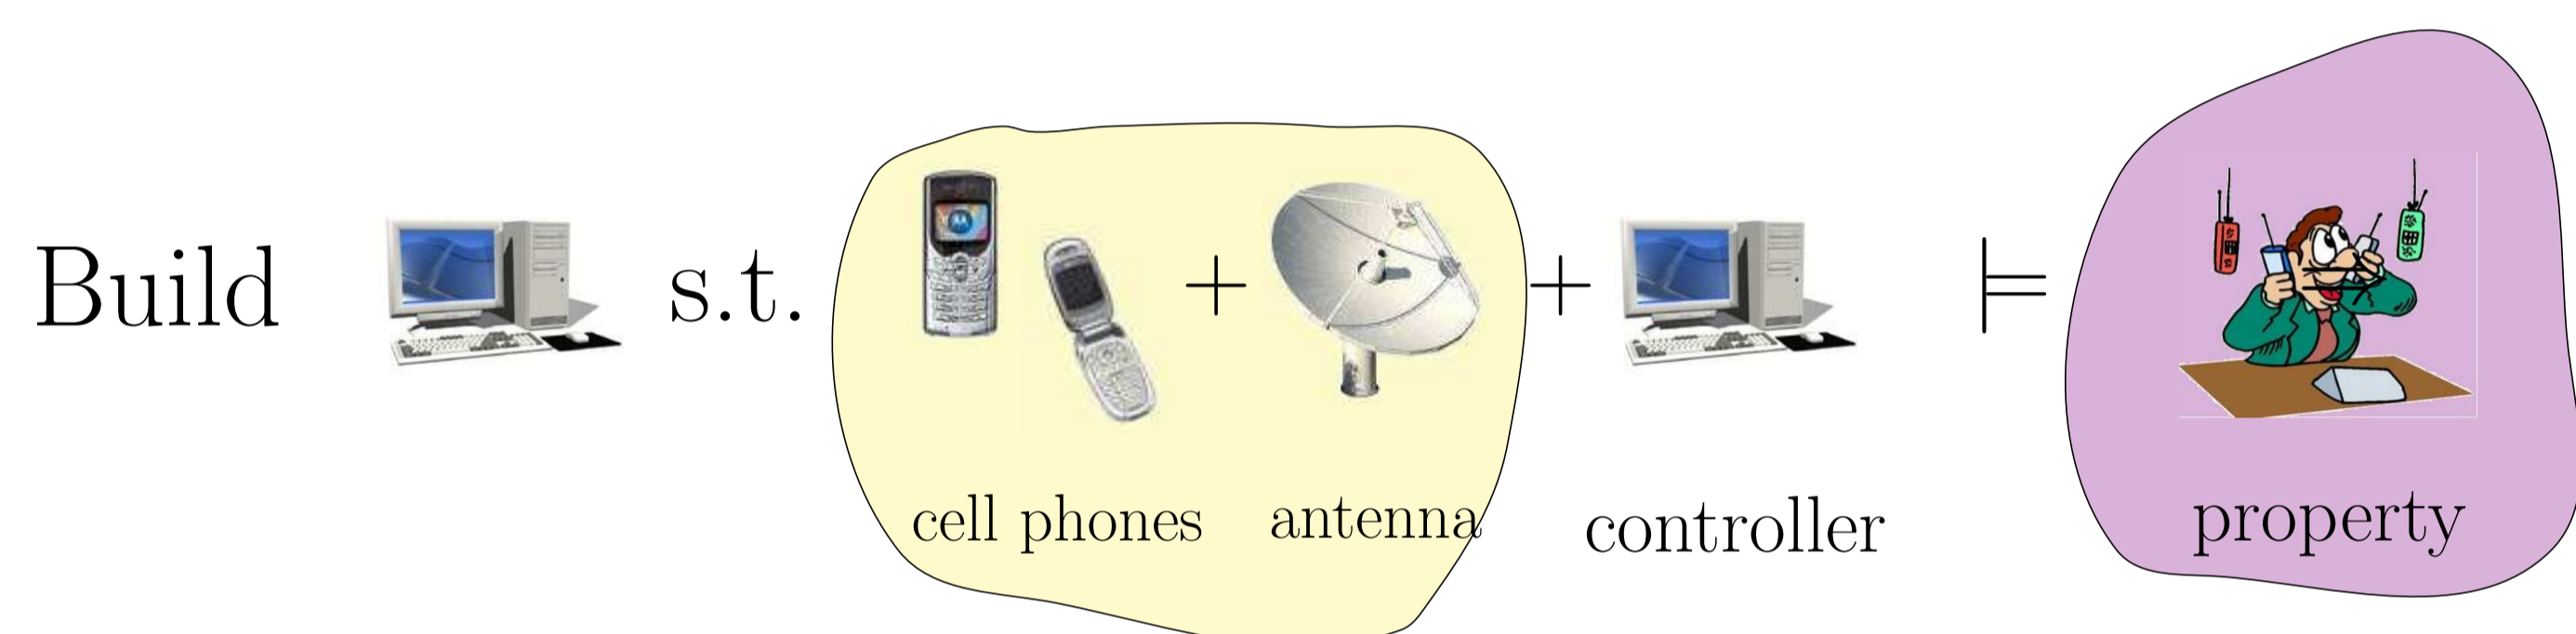 Build s.t. + + ⊨
cell phones antenna controller property